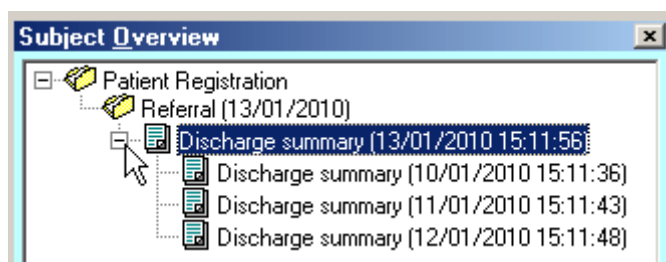 Subject Overview
Patient Registration
Referral (13/01/2010)
Discharge summary (13/01/2010 15:11:56)
Discharge summary (10/01/2010 15:11:36)
Discharge summary (11/01/2010 15:11:43)
Discharge summary (12/01/2010 15:11:48)